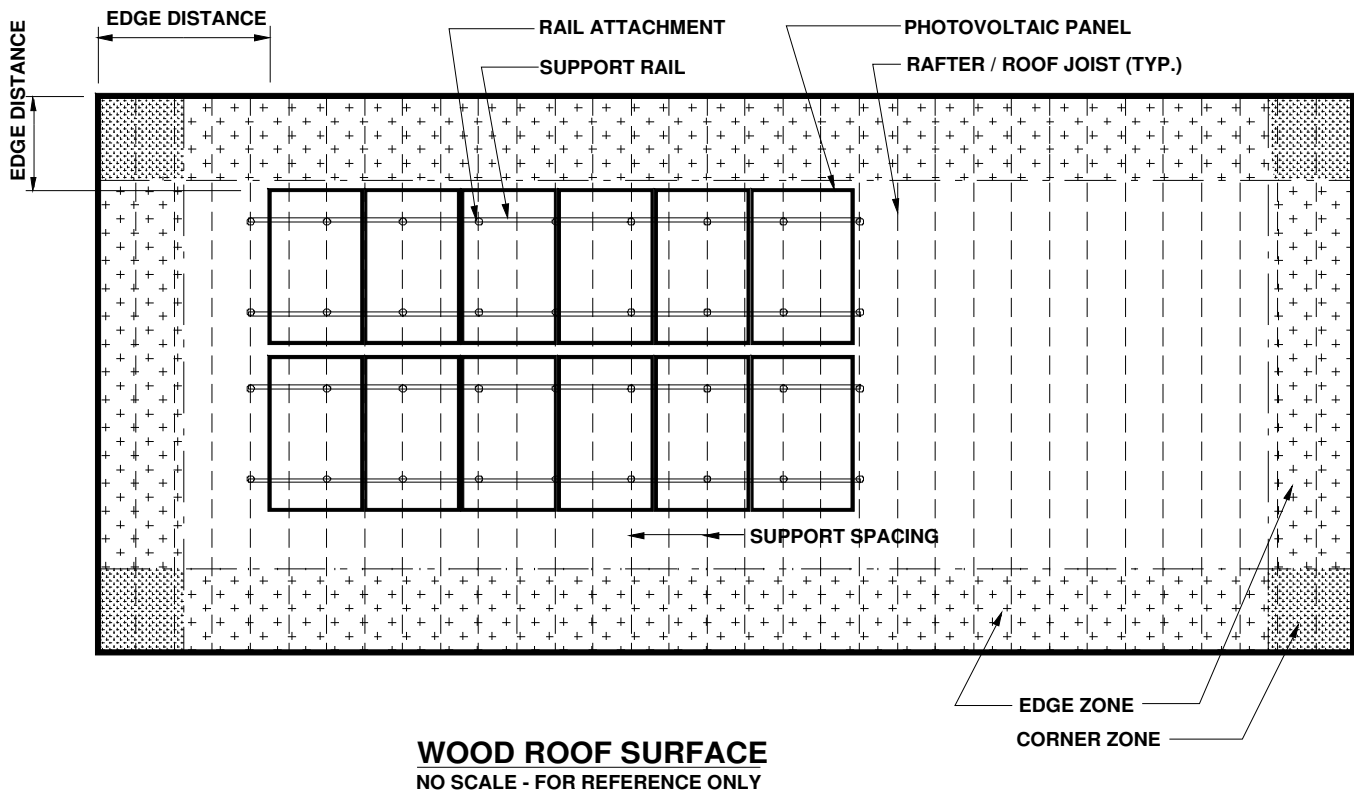 EDGE DISTANCE
EDGE DISTANCE
RAIL ATTACHMENT
SUPPORT RAIL
PHOTOVOLTAIC PANEL
RAFTER / ROOF JOIST (TYP.)
SUPPORT SPACING
EDGE ZONE
CORNER ZONE
WOOD ROOF SURFACE
NO SCALE - FOR REFERENCE ONLY